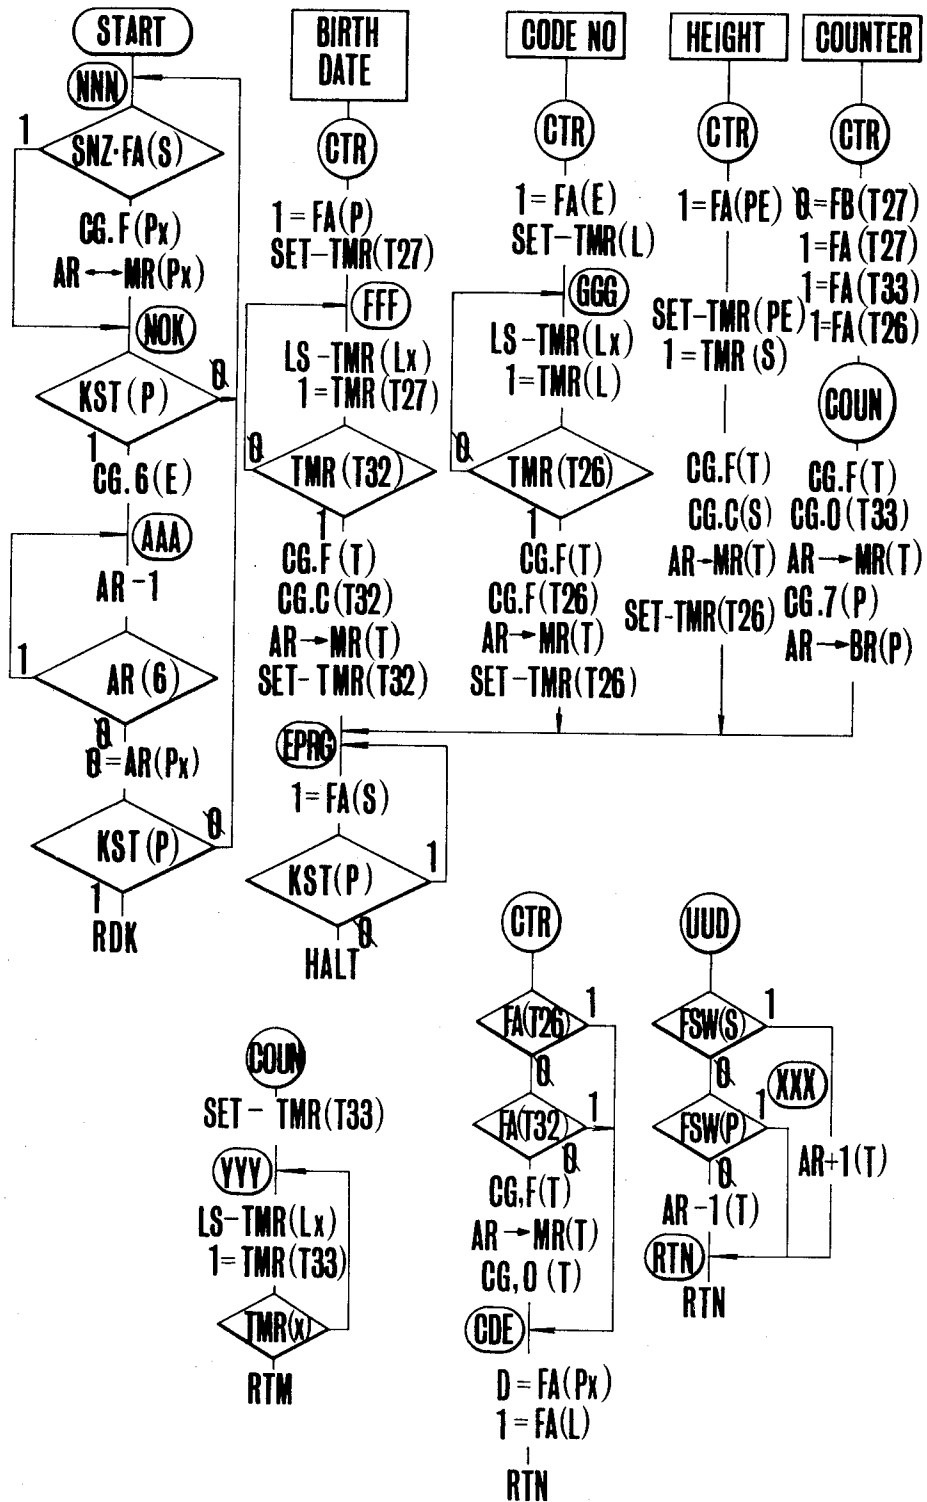 START
NNN
1
SNZ·FA(S)
CG.F(Px)
AR↔MR(Px)
NOK
KST(P)
0
1
CG.6(E)
AAA
AR-1
1
AR(6)
0
0=AR(Px)
KST(P)
0
1
RDK
BIRTH
DATE
CTR
1=FA(P)
SET-TMR(T27)
FFF
LS-TMR(Lx)
1=TMR(T27)
0
TMR(T32)
1
CG.F(T)
CG.C(T32)
AR→MR(T)
SET-TMR(T32)
EPRG
1=FA(S)
KST(P)
1
0
HALT
CODE NO
CTR
1=FA(E)
SET-TMR(L)
GGG
LS-TMR(Lx)
1=TMR(L)
0
TMR(T26)
1
CG.F(T)
CG.F(T26)
AR→MR(T)
SET-TMR(T26)
HEIGHT
CTR
1=FA(PE)
SET-TMR(PE)
1=TMR(S)
CG.F(T)
CG.C(S)
AR→MR(T)
SET-TMR(T26)
COUNTER
CTR
0=FB(T27)
1=FA(T27)
1=FA(T33)
1=FA(T26)
COUN
CG.F(T)
CG.0(T33)
AR→MR(T)
CG.7(P)
AR→BR(P)
COUN
SET-TMR(T33)
YYY
LS-TMR(Lx)
1=TMR(T33)
TMR(x)
RTM
CTR
FA(T26)
1
0
FA(T32)
1
0
CG,F(T)
AR→MR(T)
CG,0(T)
CDE
D=FA(Px)
1=FA(L)
RTN
UUD
FSW(S)
1
0
XXX
FSW(P)
1
0
AR+1(T)
AR-1(T)
RTN
RTN